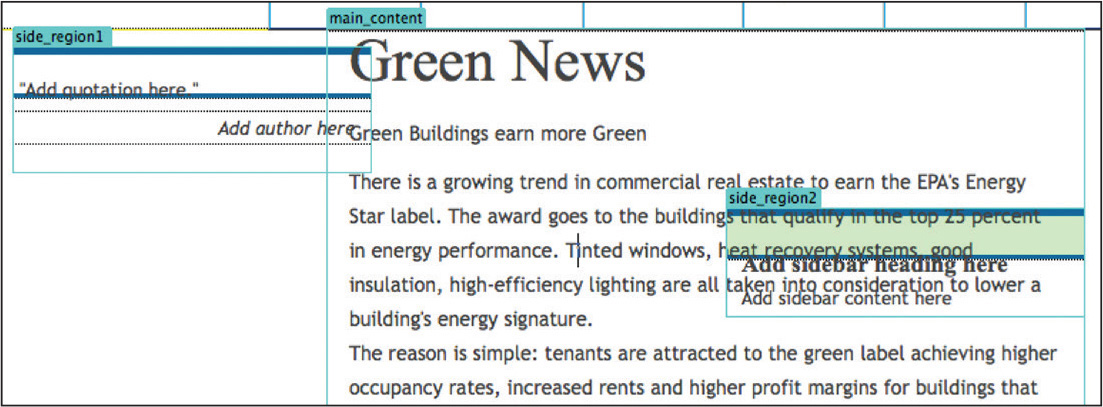 main_content
side_region1
Green News
"Add quotation here."
Add author here
Green Buildings earn more Green
There is a growing trend in commercial real estate to earn the EPA's Energy
side_region2
Star label. The award goes to the buildings that qualify in the top 25 percent
in energy performance. Tinted windows, heat recovery systems, good
Add sidebar heading here
insulation, high-efficiency lighting are all taken into consideration to lower a
Add sidebar content here
building's energy signature.
The reason is simple: tenants are attracted to the green label achieving higher
occupancy rates, increased rents and higher profit margins for buildings that